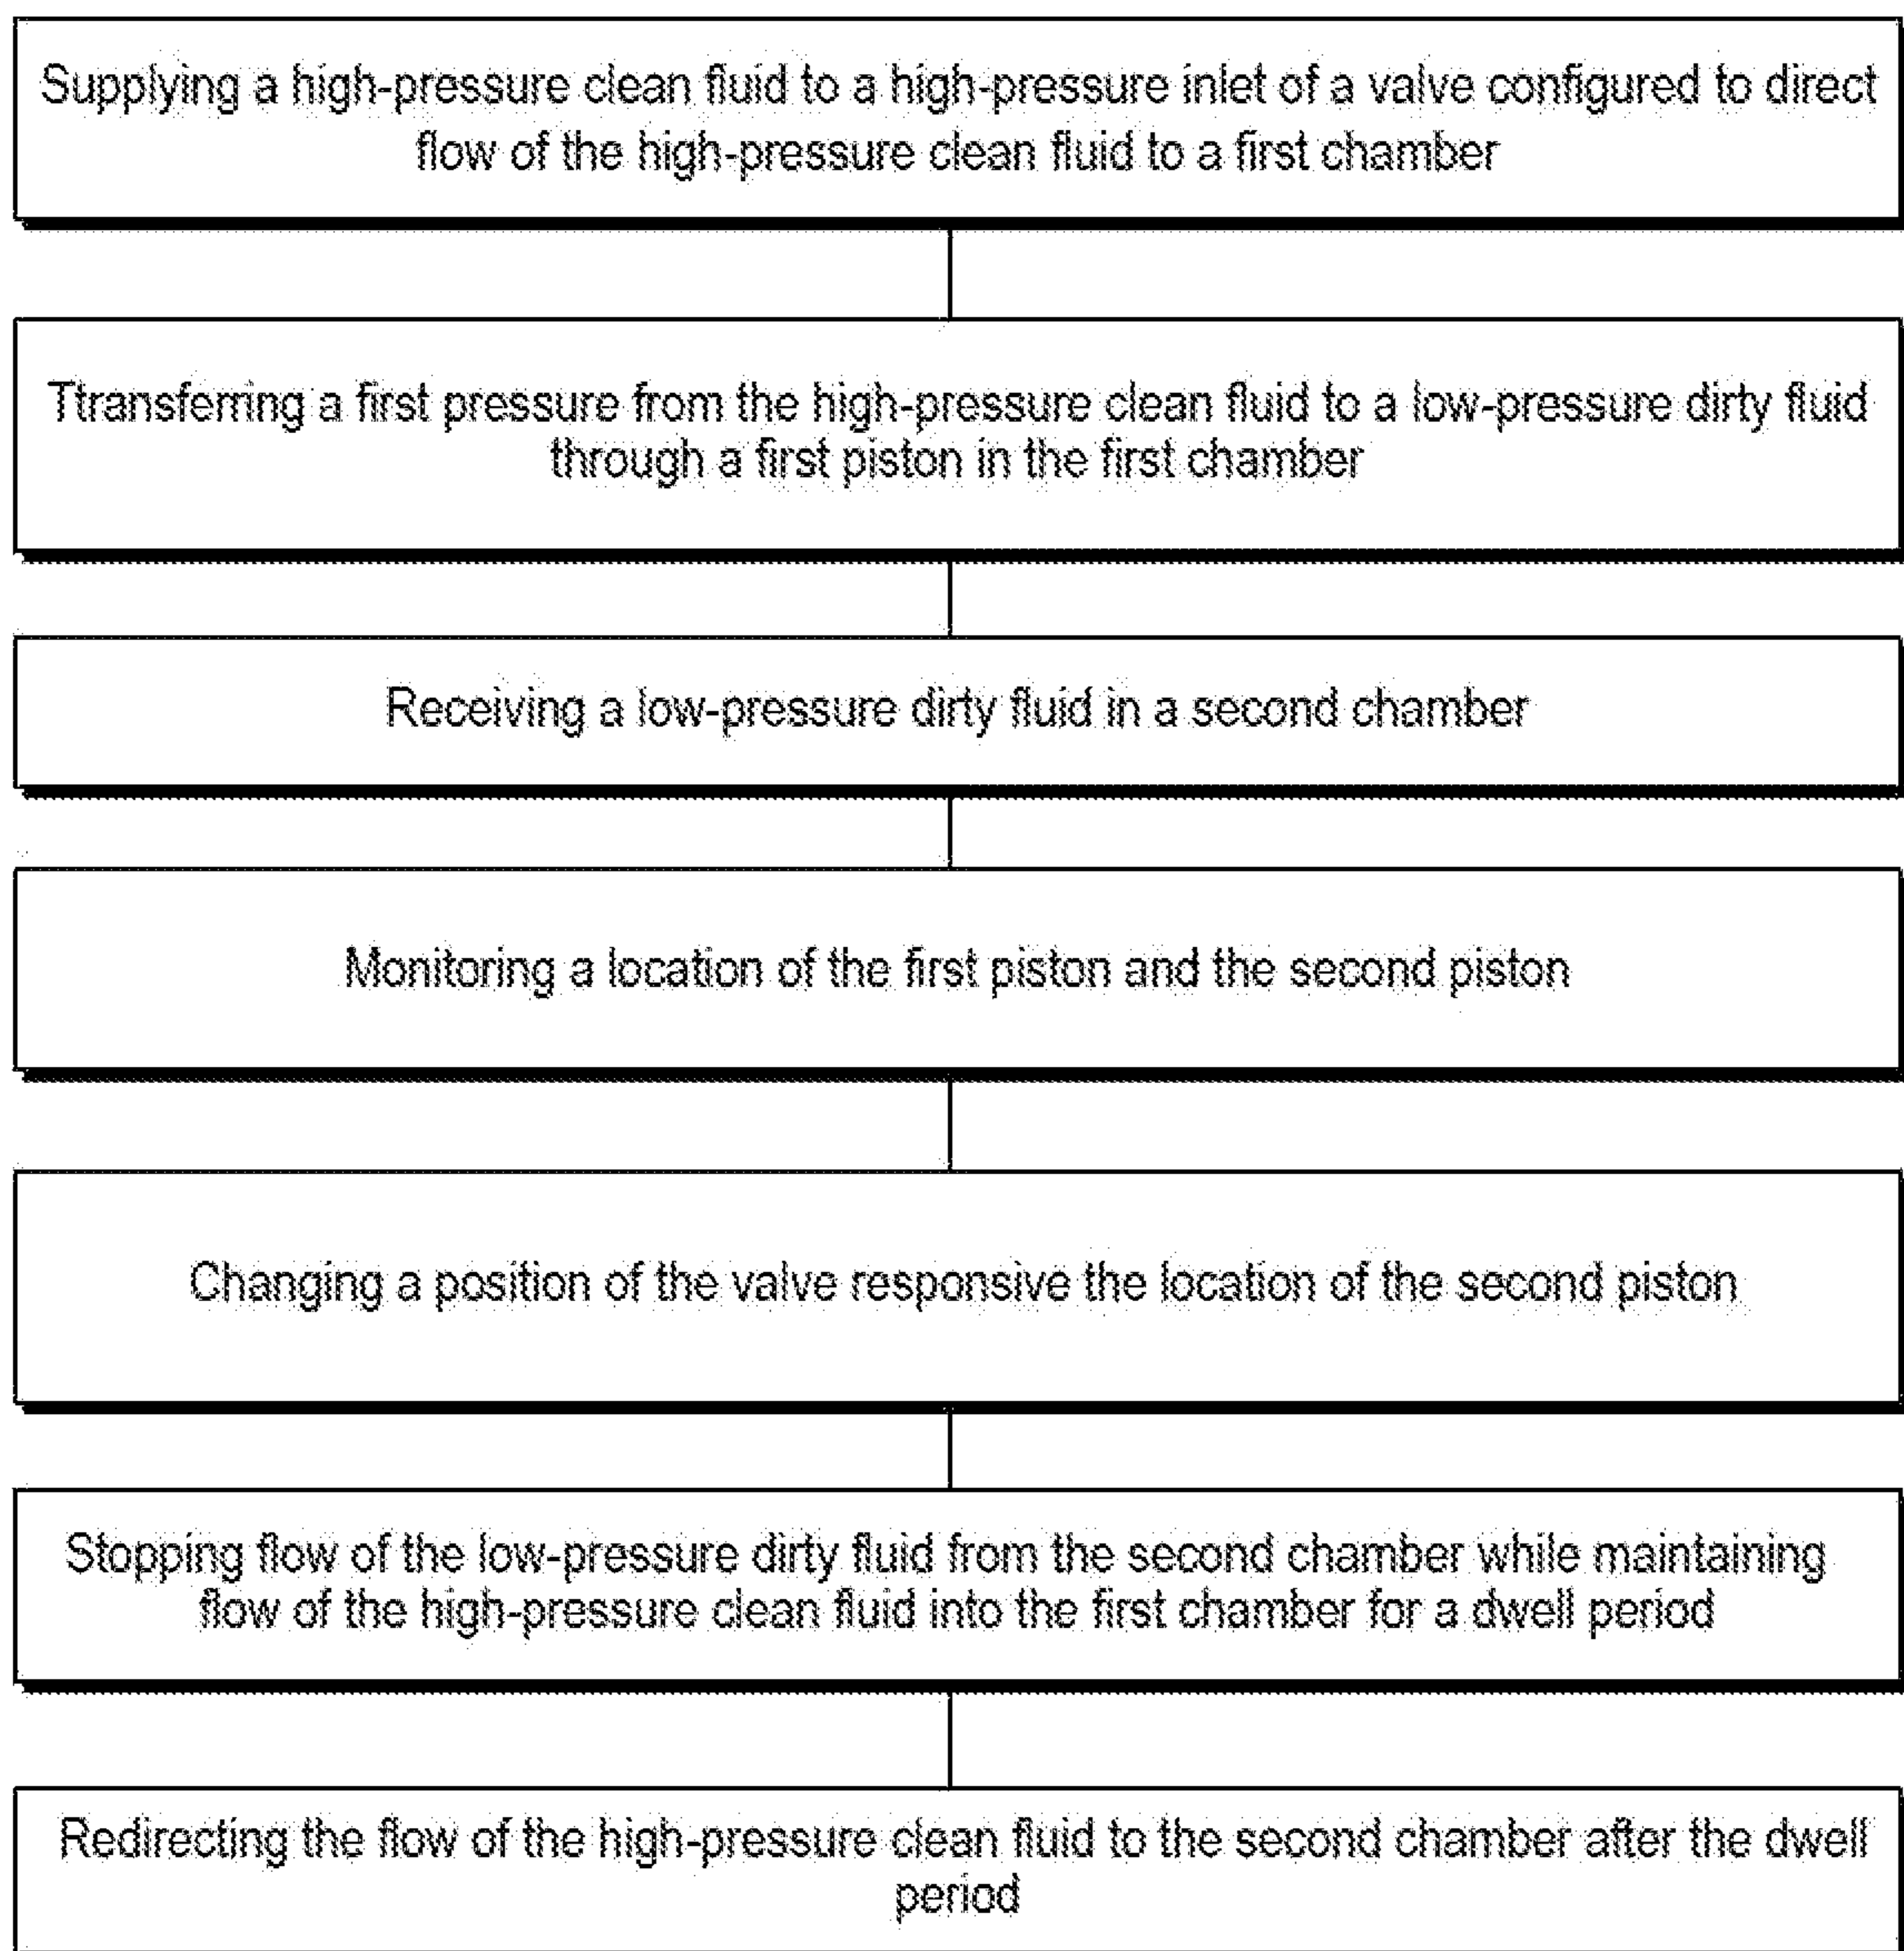 Supplying a high-pressure clean fluid to a high-pressure inlet of a valve configured to direct
flow of the high-pressure clean fluid to a first chamber
Ttransferring a first pressure from the high-pressure clean fluid to a low-pressure dirty fluid
through a first piston in the first chamber
Receiving a low-pressure dirty fluid in a second chamber
Monitoring a location of the first piston and the second piston
Changing a position of the valve responsive the location of the second piston
Stopping flow of the low-pressure dirty fluid from the second chamber while maintaining
flow of the high-pressure clean fluid into the first chamber for a dwell period
Redirecting the flow of the high-pressure clean fluid to the second chamber after the dwell
period